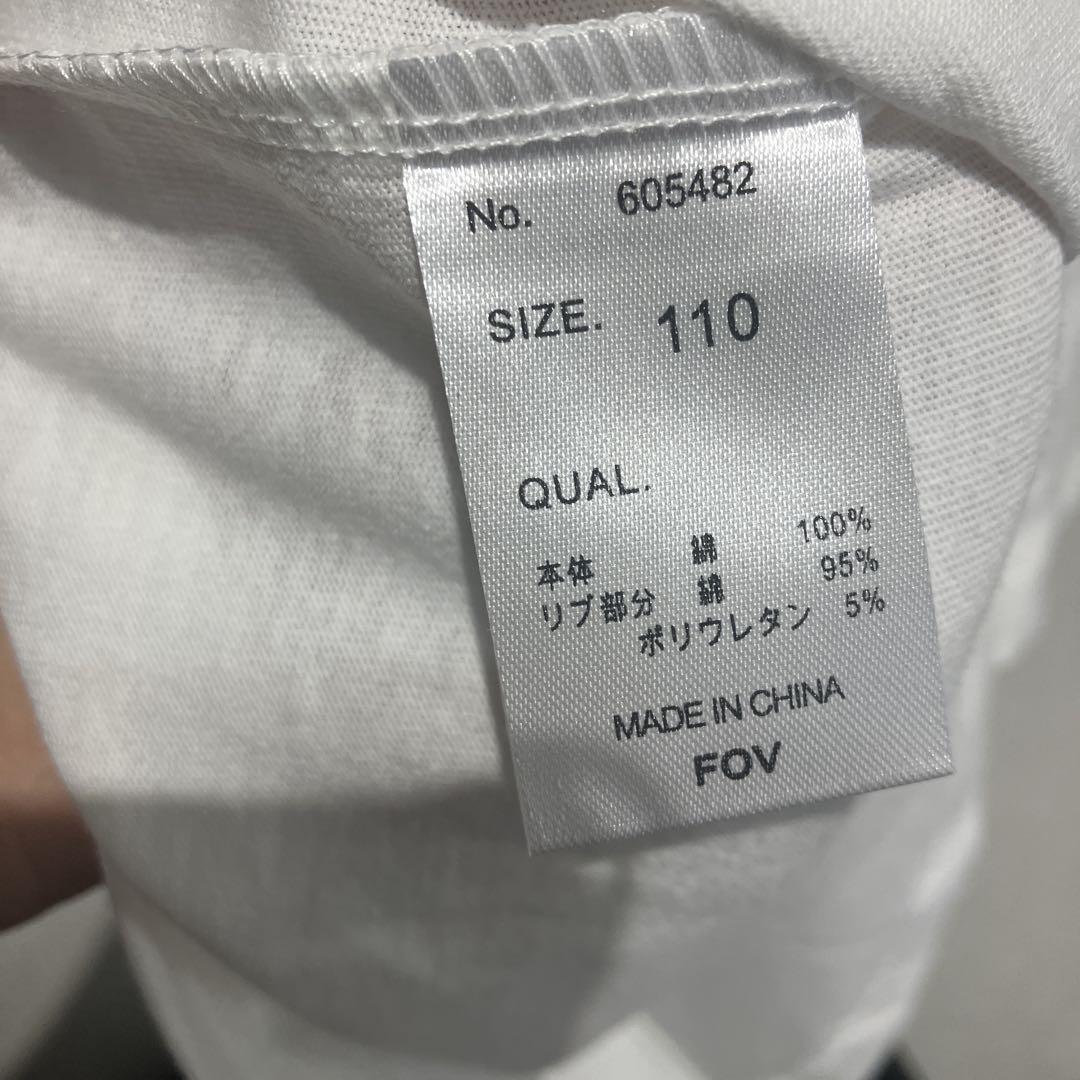 No. 605482
SIZE. 110
QUAL.
本体 綿 100%
リブ部分 綿 95%
ポリウレタン 5%
MADE IN CHINA
FOV